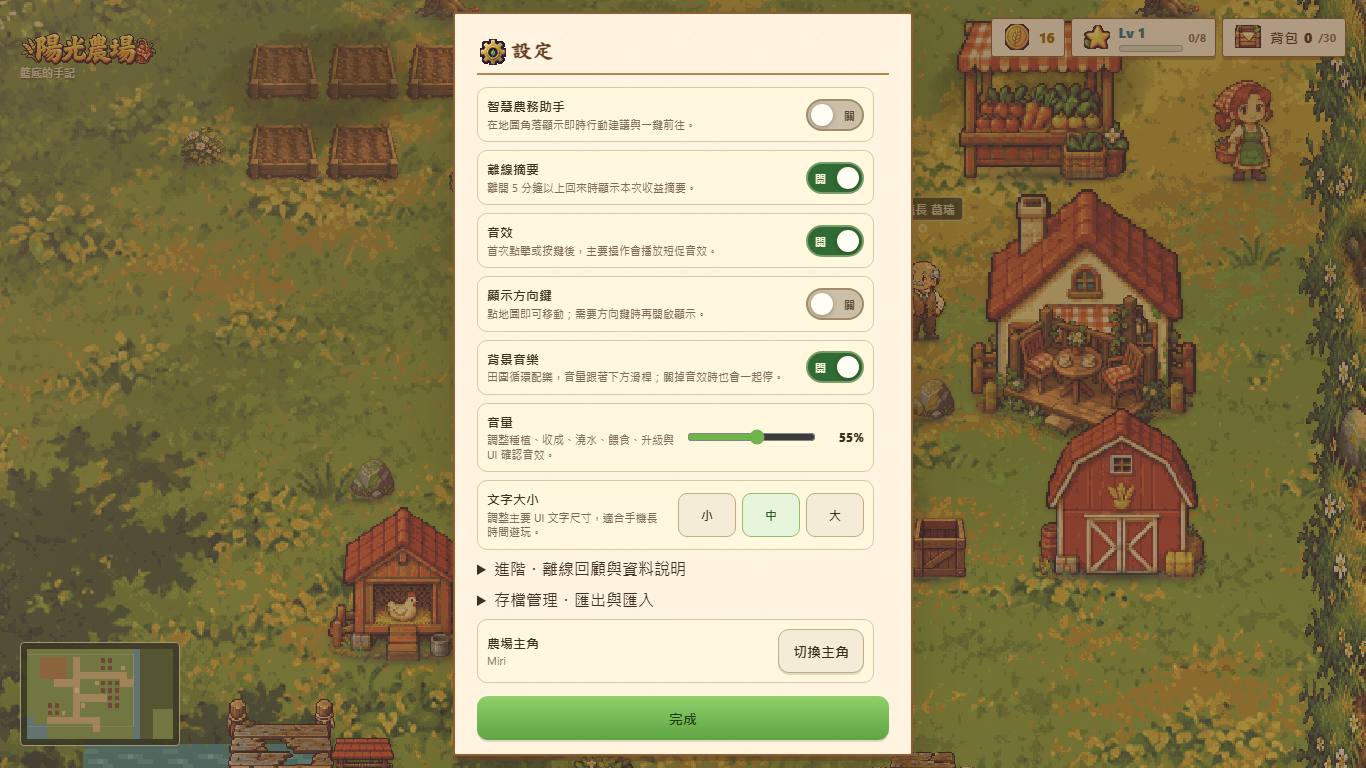 陽光農場
籃底的手記
16
Lv 1
0/8
背包 0 /30
長 葛瑞
設定
智慧農務助手
在地圖角落顯示即時行動建議與一鍵前往。
關
離線摘要
離開 5 分鐘以上回來時顯示本次收益摘要。
開
音效
首次點擊或按鍵後，主要操作會播放短促音效。
開
顯示方向鍵
點地圖即可移動；需要方向鍵時再開啟顯示。
關
背景音樂
田園循環配樂，音量跟著下方滑桿；關掉音效時也會一起停。
開
音量
調整種植、收成、澆水、餵食、升級與
UI 確認音效。
55%
文字大小
調整主要 UI 文字尺寸，適合手機長
時間遊玩。
小
中
大
▶ 進階 · 離線回顧與資料說明
▶ 存檔管理 · 匯出與匯入
農場主角
Miri
切換主角
完成